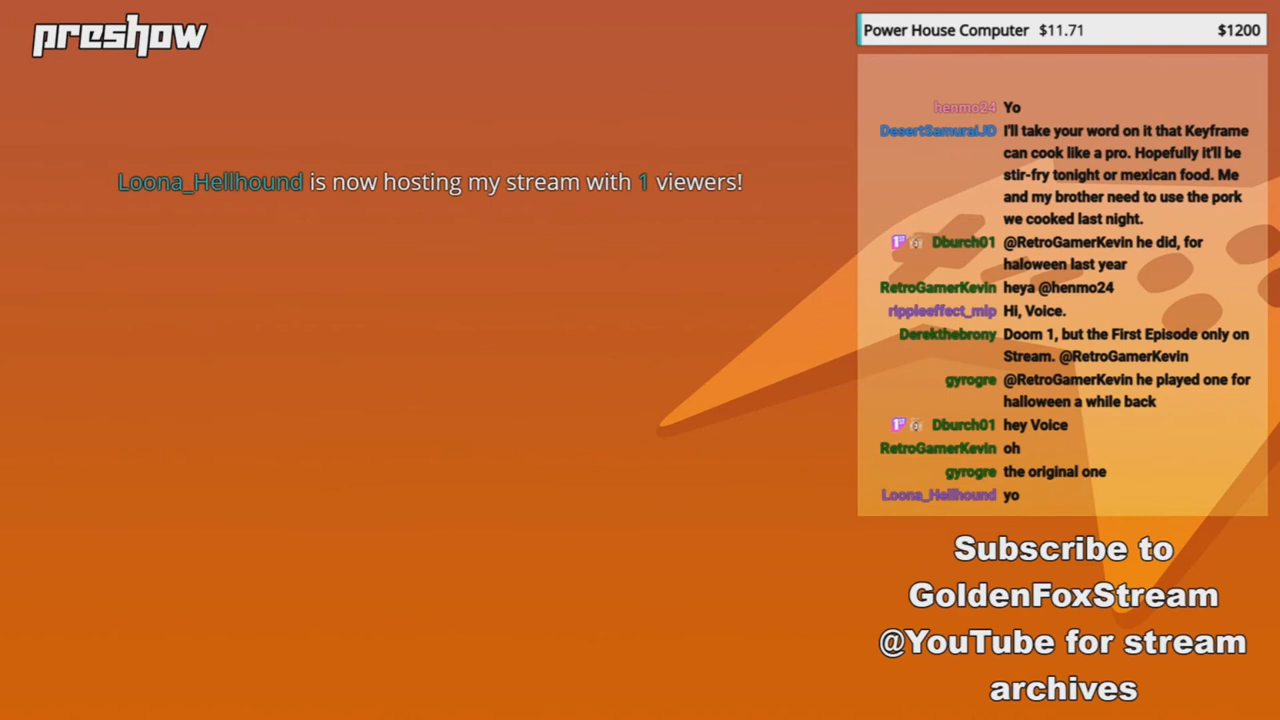 preshow
Power House Computer $11.71 $1200
henmo24 Yo
DesertSamuraiJD I'll take your word on it that Keyframe
can cook like a pro. Hopefully it'll be
stir-fry tonight or mexican food. Me
and my brother need to use the pork
we cooked last night.
Loona_Hellhound is now hosting my stream with 1 viewers!
Dburch01 @RetroGamerKevin he did, for
haloween last year
RetroGamerKevin heya @henmo24
rippleeffect_mlp Hi, Voice.
Derekthebrony Doom 1, but the First Episode only on
Stream. @RetroGamerKevin
gyrogre @RetroGamerKevin he played one for
halloween a while back
Dburch01 hey Voice
RetroGamerKevin oh
gyrogre the original one
Loona_Hellhound yo
Subscribe to
GoldenFoxStream
@YouTube for stream
archives